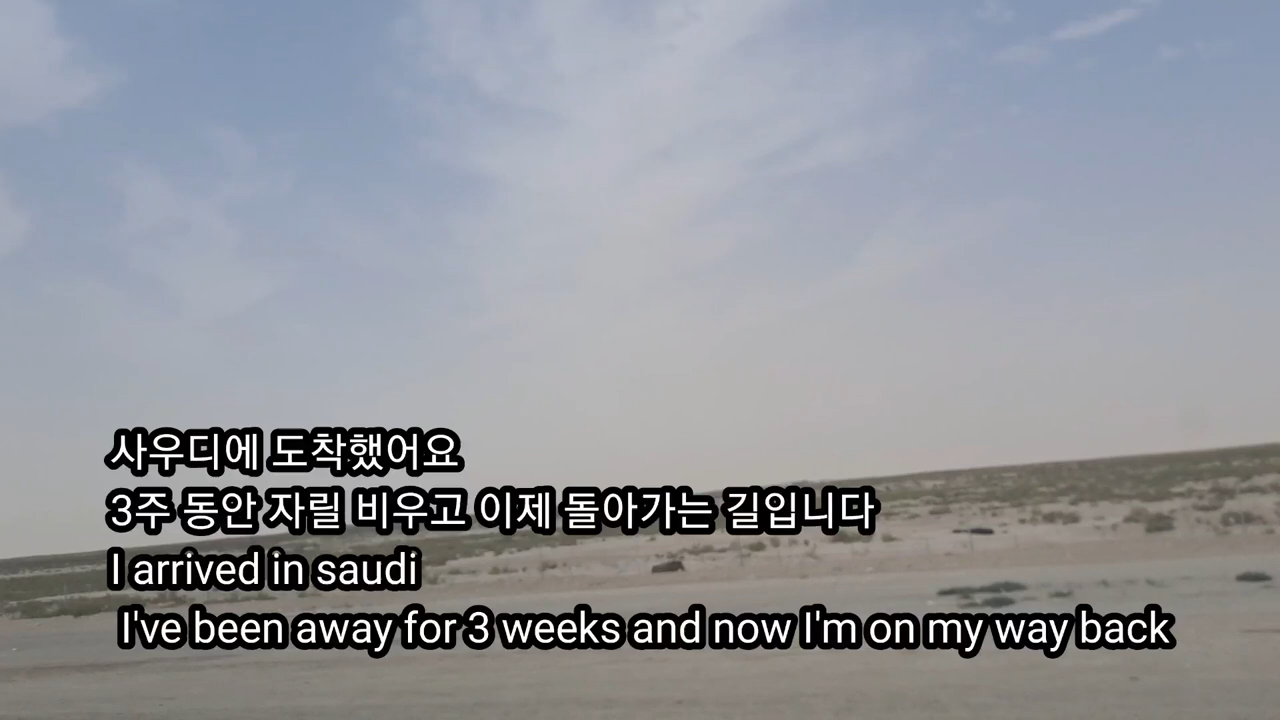 사우디에 도착했어요
3주 동안 자릴 비우고 이제 돌아가는 길입니다
I arrived in saudi
I've been away for 3 weeks and now I'm on my way back